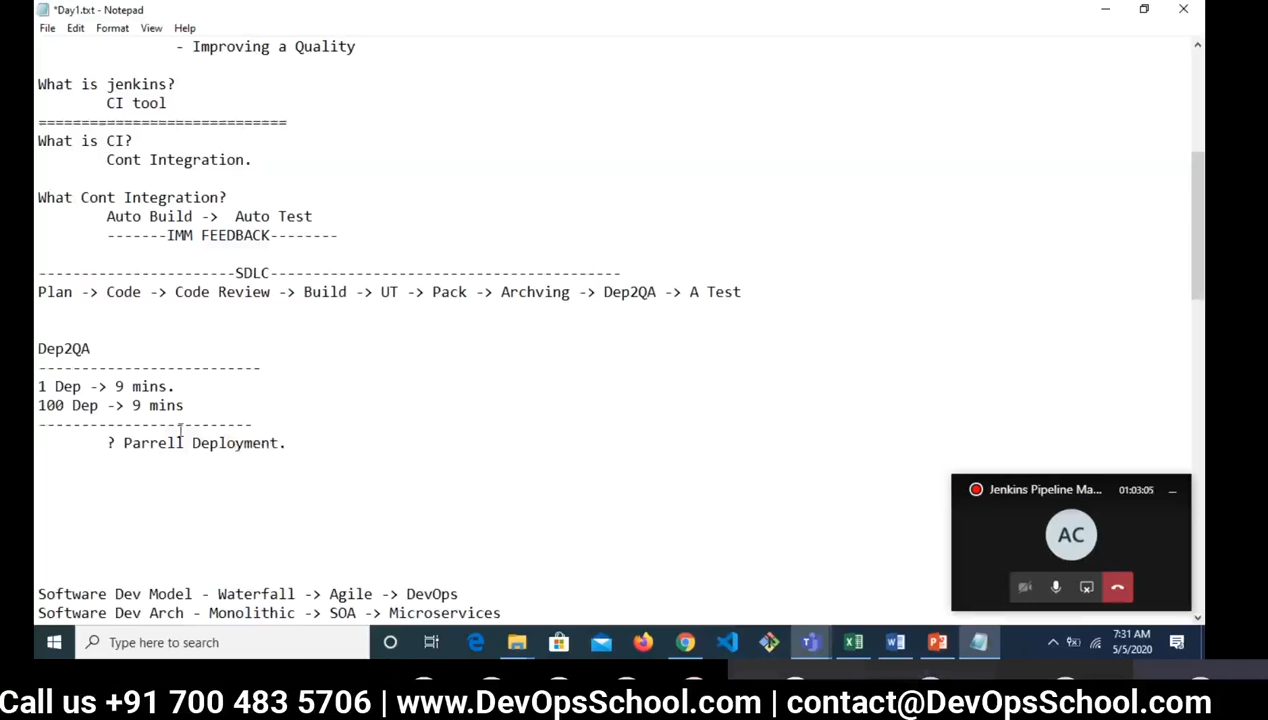 *Day1.txt - Notepad
File Edit Format View Help
- Improving a Quality
What is jenkins?
CI tool
=============================
What is CI?
Cont Integration.
What Cont Integration?
Auto Build -> Auto Test
-------IMM FEEDBACK--------
-----------------------SDLC-----------------------------------------
Plan -> Code -> Code Review -> Build -> UT -> Pack -> Archving -> Dep2QA -> A Test
Dep2QA
--------------------------
1 Dep -> 9 mins.
100 Dep -> 9 mins
-------------------------
? Parrell Deployment.
Jenkins Pipeline Ma... 01:03:05
AC
Software Dev Model - Waterfall -> Agile -> DevOps
Software Dev Arch - Monolithic -> SOA -> Microservices
Type here to search
7:31 AM
5/5/2020
Call us +91 700 483 5706 | www.DevOpsSchool.com | contact@DevOpsSchool.com